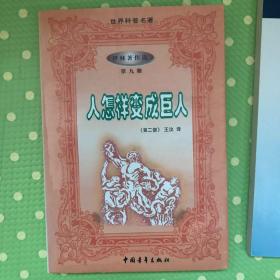 世界科普名著
伊林著作选
第九册
人怎样变成巨人
(第二部) 王汶 译
中国青年出版社